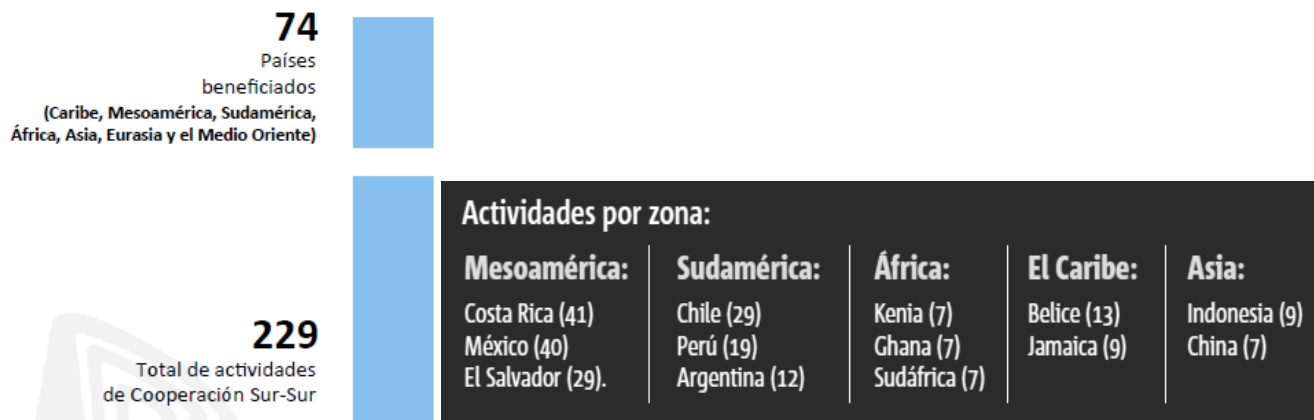 74
Países
beneficiados
(Caribe, Mesoamérica, Sudamérica,
África, Asia, Eurasia y el Medio Oriente)
229
Total de actividades
de Cooperación Sur-Sur
Actividades por zona:
Mesoamérica:
Costa Rica (41)
México (40)
El Salvador (29).
Sudamérica:
Chile (29)
Perú (19)
Argentina (12)
África:
Kenia (7)
Ghana (7)
Sudáfrica (7)
El Caribe:
Belice (13)
Jamaica (9)
Asia:
Indonesia (9)
China (7)